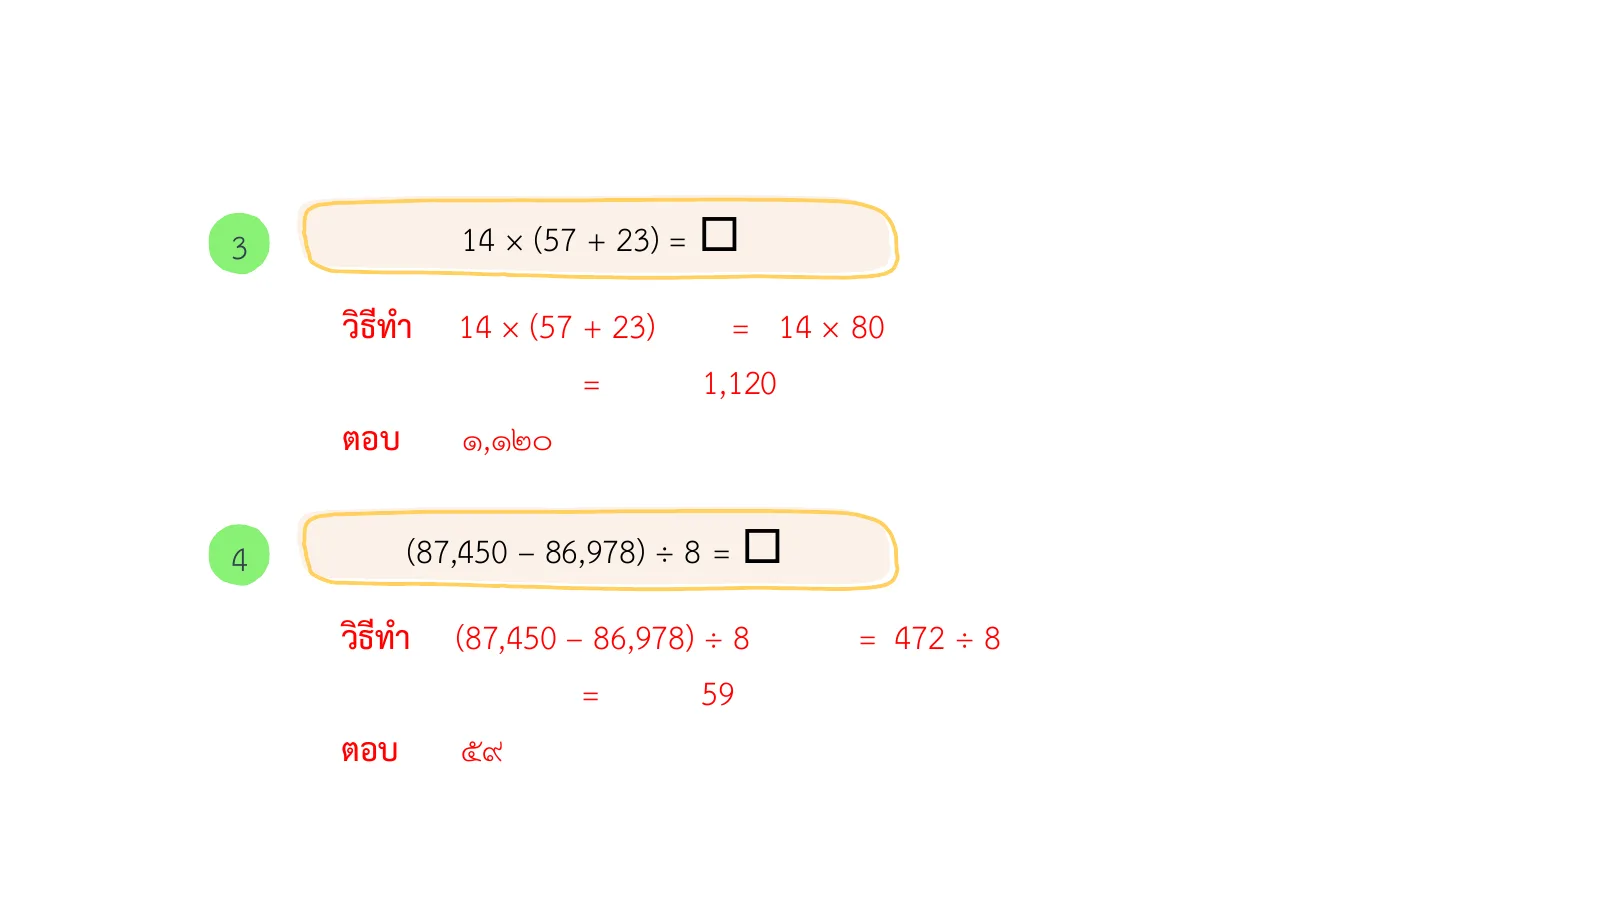 3
14 × (57 + 23) = □
วิธีทำ 14 × (57 + 23) = 14 × 80
= 1,120
ตอบ ๑,๑๒๐
4
(87,450 – 86,978) ÷ 8 = □
วิธีทำ (87,450 – 86,978) ÷ 8 = 472 ÷ 8
= 59
ตอบ ๕๙